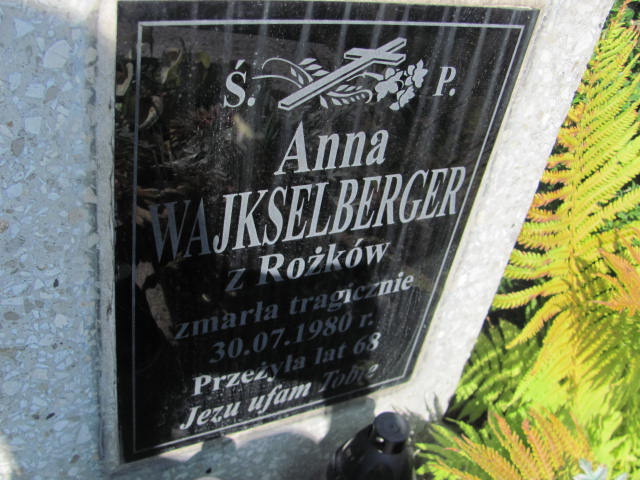 Ś. P.
Anna
WAJKSELBERGER
z Rożków
zmarła tragicznie
30.07.1980 r.
Przeżyła lat 68
Jezu ufam Tobie